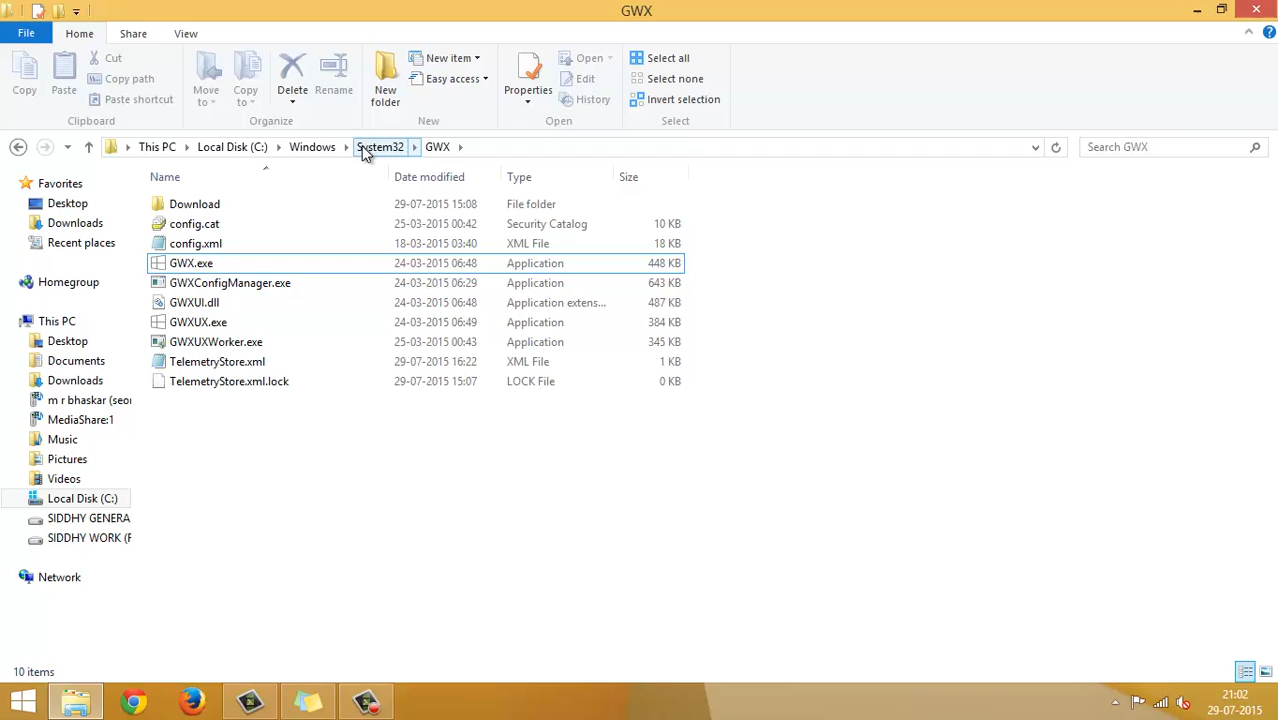 GWX
File Home Share View
Copy
Paste
Cut
Copy path
Paste shortcut
Clipboard
Move to
Copy to
Delete
Rename
Organize
New folder
New item
Easy access
New
Properties
Open
Edit
History
Open
Select all
Select none
Invert selection
Select
This PC Local Disk (C:) Windows System32 GWX
Search GWX
Name Date modified Type Size
Download 29-07-2015 15:08 File folder
config.cat 25-03-2015 00:42 Security Catalog 10 KB
config.xml 18-03-2015 03:40 XML File 18 KB
GWX.exe 24-03-2015 06:48 Application 448 KB
GWXConfigManager.exe 24-03-2015 06:29 Application 643 KB
GWXUI.dll 24-03-2015 06:48 Application extens... 487 KB
GWXUX.exe 24-03-2015 06:49 Application 384 KB
GWXUXWorker.exe 25-03-2015 00:43 Application 345 KB
TelemetryStore.xml 29-07-2015 16:22 XML File 1 KB
TelemetryStore.xml.lock 29-07-2015 15:07 LOCK File 0 KB
Favorites
Desktop
Downloads
Recent places
Homegroup
This PC
Desktop
Documents
Downloads
m r bhaskar (seor
MediaShare:1
Music
Pictures
Videos
Local Disk (C:)
SIDDHY GENERA
SIDDHY WORK (F
Network
10 items
21:02
29-07-2015